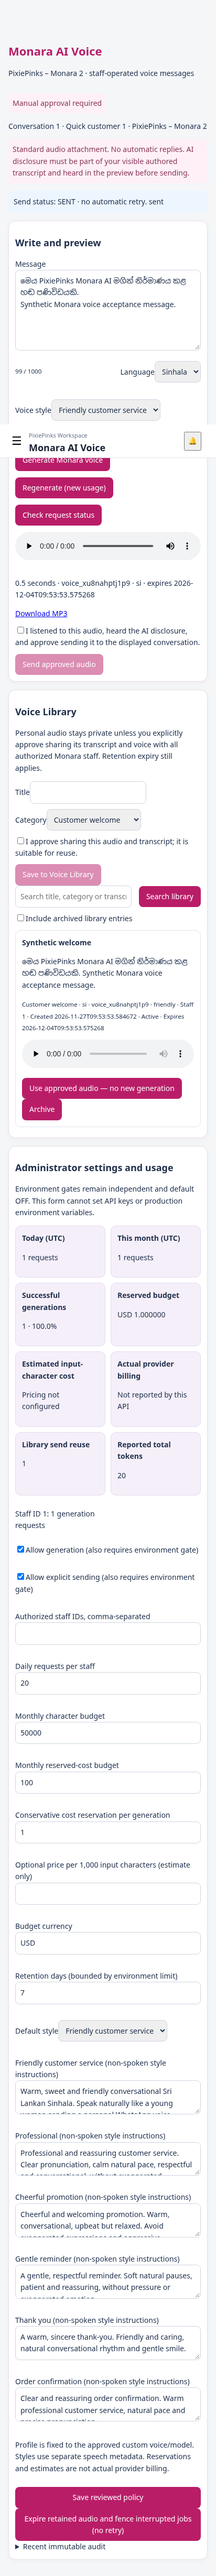 Monara AI Voice
PixiePinks – Monara 2 · staff-operated voice messages
Manual approval required
Conversation 1 · Quick customer 1 · PixiePinks – Monara 2
Standard audio attachment. No automatic replies. AI
disclosure must be part of your visible authored
transcript and heard in the preview before sending.
Send status: SENT · no automatic retry. sent
Write and preview
Message
මෙය PixiePinks Monara AI මගින් නිර්මාණය කළ
හඬ පණිවිඩයකි.
Synthetic Monara voice acceptance message.
99 / 1000
Language Sinhala
Voice style Friendly customer service
☰ PixiePinks Workspace
Monara AI Voice
Generate Monara voice
Regenerate (new usage)
Check request status
0:00 / 0:00
0.5 seconds · voice_xu8nahptj1p9 · si · expires 2026-
12-04T09:53:53.575268
Download MP3
I listened to this audio, heard the AI disclosure,
and approve sending it to the displayed conversation.
Send approved audio
Voice Library
Personal audio stays private unless you explicitly
approve sharing its transcript and voice with all
authorized Monara staff. Retention expiry still
applies.
Title
Category Customer welcome
I approve sharing this audio and transcript; it is
suitable for reuse.
Save to Voice Library
Search title, category or transcr
Search library
Include archived library entries
Synthetic welcome
මෙය PixiePinks Monara AI මගින් නිර්මාණය කළ
හඬ පණිවිඩයකි. Synthetic Monara voice
acceptance message.
Customer welcome · si · voice_xu8nahptj1p9 · friendly · Staff
1 · Created 2026-11-27T09:53:53.584672 · Active · Expires
2026-12-04T09:53:53.575268
0:00 / 0:00
Use approved audio — no new generation
Archive
Administrator settings and usage
Environment gates remain independent and default
OFF. This form cannot set API keys or production
environment variables.
Today (UTC)
1 requests
This month (UTC)
1 requests
Successful
generations
1 · 100.0%
Reserved budget
USD 1.000000
Estimated input-
character cost
Pricing not
configured
Actual provider
billing
Not reported by this
API
Library send reuse
1
Reported total
tokens
20
Staff ID 1: 1 generation
requests
Allow generation (also requires environment gate)
Allow explicit sending (also requires environment
gate)
Authorized staff IDs, comma-separated
Daily requests per staff
20
Monthly character budget
50000
Monthly reserved-cost budget
100
Conservative cost reservation per generation
1
Optional price per 1,000 input characters (estimate
only)
Budget currency
USD
Retention days (bounded by environment limit)
7
Default style Friendly customer service
Friendly customer service (non-spoken style
instructions)
Warm, sweet and friendly conversational Sri
Lankan Sinhala. Speak naturally like a young
Professional (non-spoken style instructions)
Professional and reassuring customer service.
Clear pronunciation, calm natural pace, respectful
Cheerful promotion (non-spoken style instructions)
Cheerful and welcoming promotion. Warm,
conversational, upbeat but relaxed. Avoid
Gentle reminder (non-spoken style instructions)
A gentle, respectful reminder. Soft natural pauses,
patient and reassuring, without pressure or
Thank you (non-spoken style instructions)
A warm, sincere thank-you. Friendly and caring,
natural conversational rhythm and gentle smile.
Order confirmation (non-spoken style instructions)
Clear and reassuring order confirmation. Warm
professional customer service, natural pace and
Profile is fixed to the approved custom voice/model.
Styles use separate speech metadata. Reservations
and estimates are not actual provider billing.
Save reviewed policy
Expire retained audio and fence interrupted jobs
(no retry)
Recent immutable audit